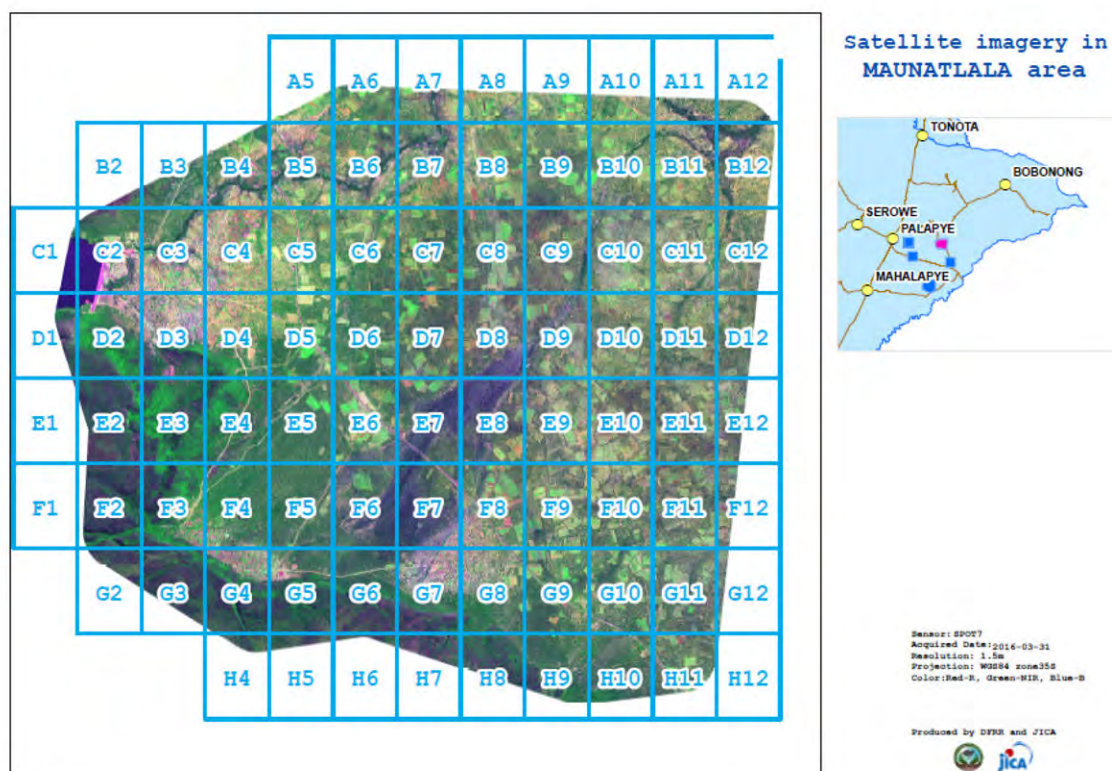 Satellite imagery in
MAUNATLALA area
A5 A6 A7 A8 A9 A10 A11 A12
B2 B3 B4 B5 B6 B7 B8 B9 B10 B11 B12
C1 C2 C3 C4 C5 C6 C7 C8 C9 C10 C11 C12
D1 D2 D3 D4 D5 D6 D7 D8 D9 D10 D11 D12
E1 E2 E3 E4 E5 E6 E7 E8 E9 E10 E11 E12
F1 F2 F3 F4 F5 F6 F7 F8 F9 F10 F11 F12
G2 G3 G4 G5 G6 G7 G8 G9 G10 G11 G12
H4 H5 H6 H7 H8 H9 H10 H11 H12
TONOTA
BOBONONG
SEROWE
PALAPYE
MAHALAPYE
Sensor: SPOT7
Acquired Date: 2016-03-31
Resolution: 1.5m
Projection: WGS84 zone35S
Color:Red-R, Green-NIR, Blue-B
Produced by DFRR and JICA
jICA